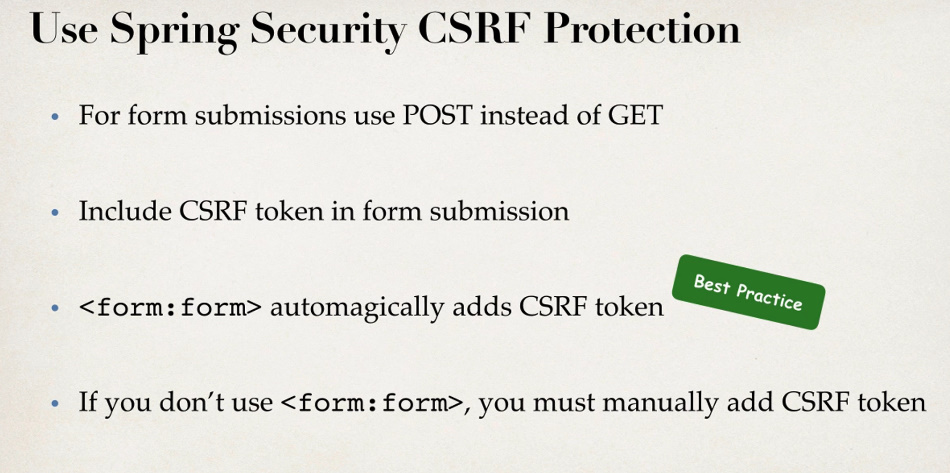 Use Spring Security CSRF Protection
• For form submissions use POST instead of GET
• Include CSRF token in form submission
• <form:form> automagically adds CSRF token
Best Practice
• If you don’t use <form:form>, you must manually add CSRF token